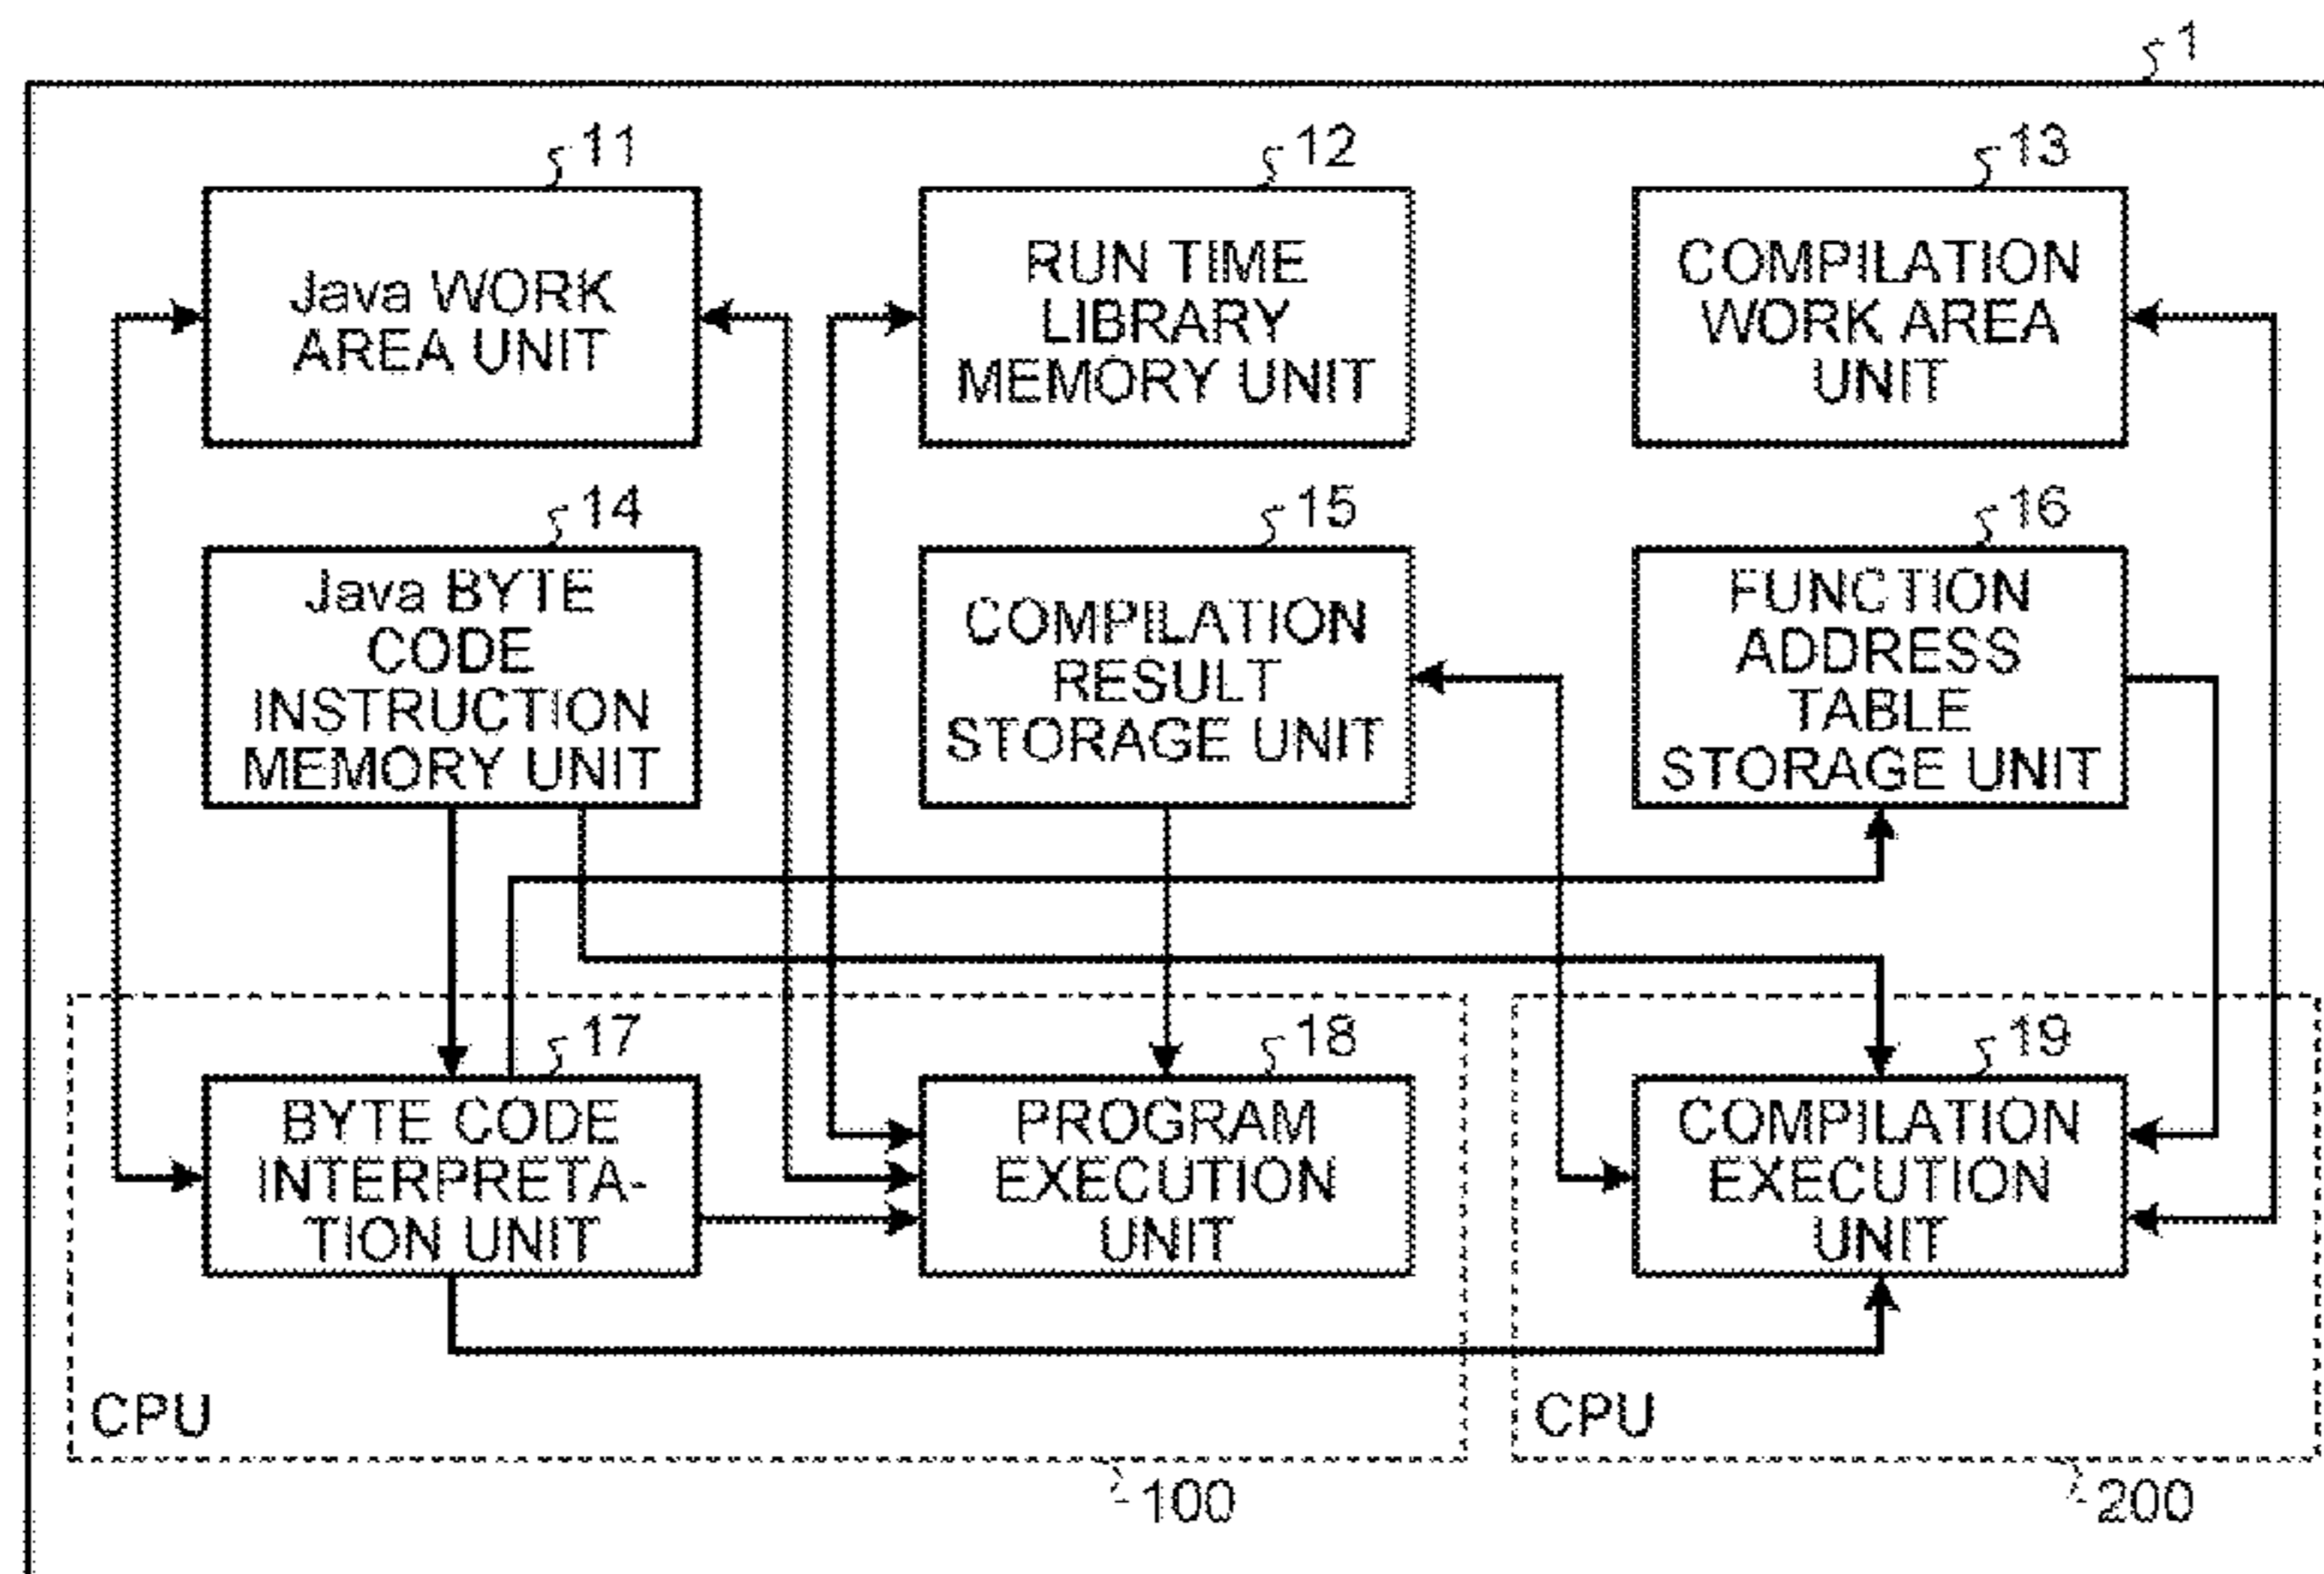 1
11
12
13
Java WORK
AREA UNIT
RUN TIME
LIBRARY
MEMORY UNIT
COMPILATION
WORK AREA
UNIT
14
15
16
Java BYTE
CODE
INSTRUCTION
MEMORY UNIT
COMPILATION
RESULT
STORAGE UNIT
FUNCTION
ADDRESS
TABLE
STORAGE UNIT
17
18
19
BYTE CODE
INTERPRETA-
TION UNIT
PROGRAM
EXECUTION
UNIT
COMPILATION
EXECUTION
UNIT
CPU
CPU
100
200